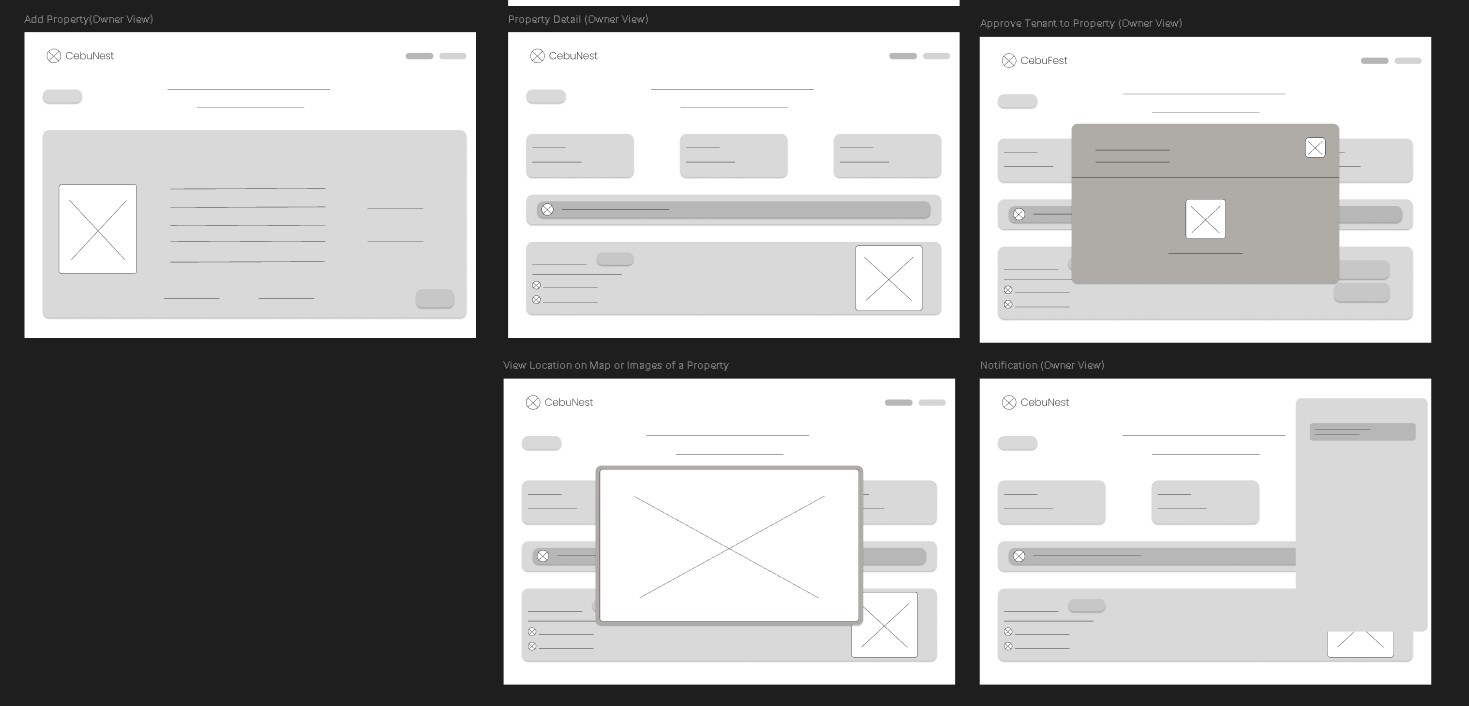 Add Property(Owner View)
CebuNest
Property Detail (Owner View)
CebuNest
Approve Tenant to Property (Owner View)
CebuFest
View Location on Map or Images of a Property
CebuNest
Notification (Owner View)
CebuNest